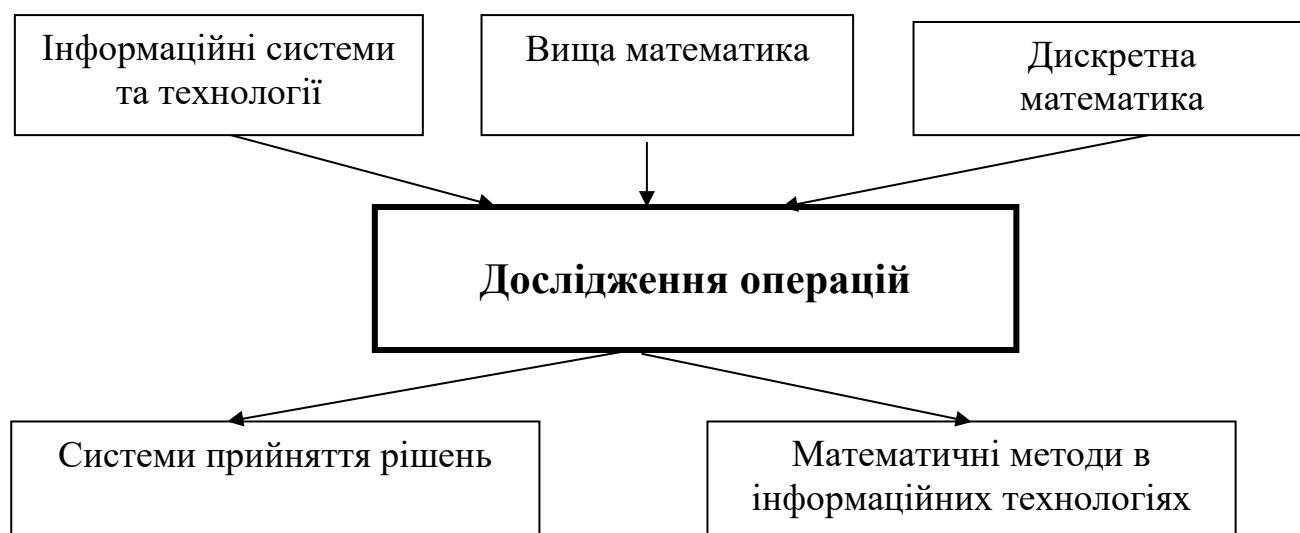 Інформаційні системи
та технології
Вища математика
Дискретна
математика
Дослідження операцій
Системи прийняття рішень
Математичні методи в
інформаційних технологіях